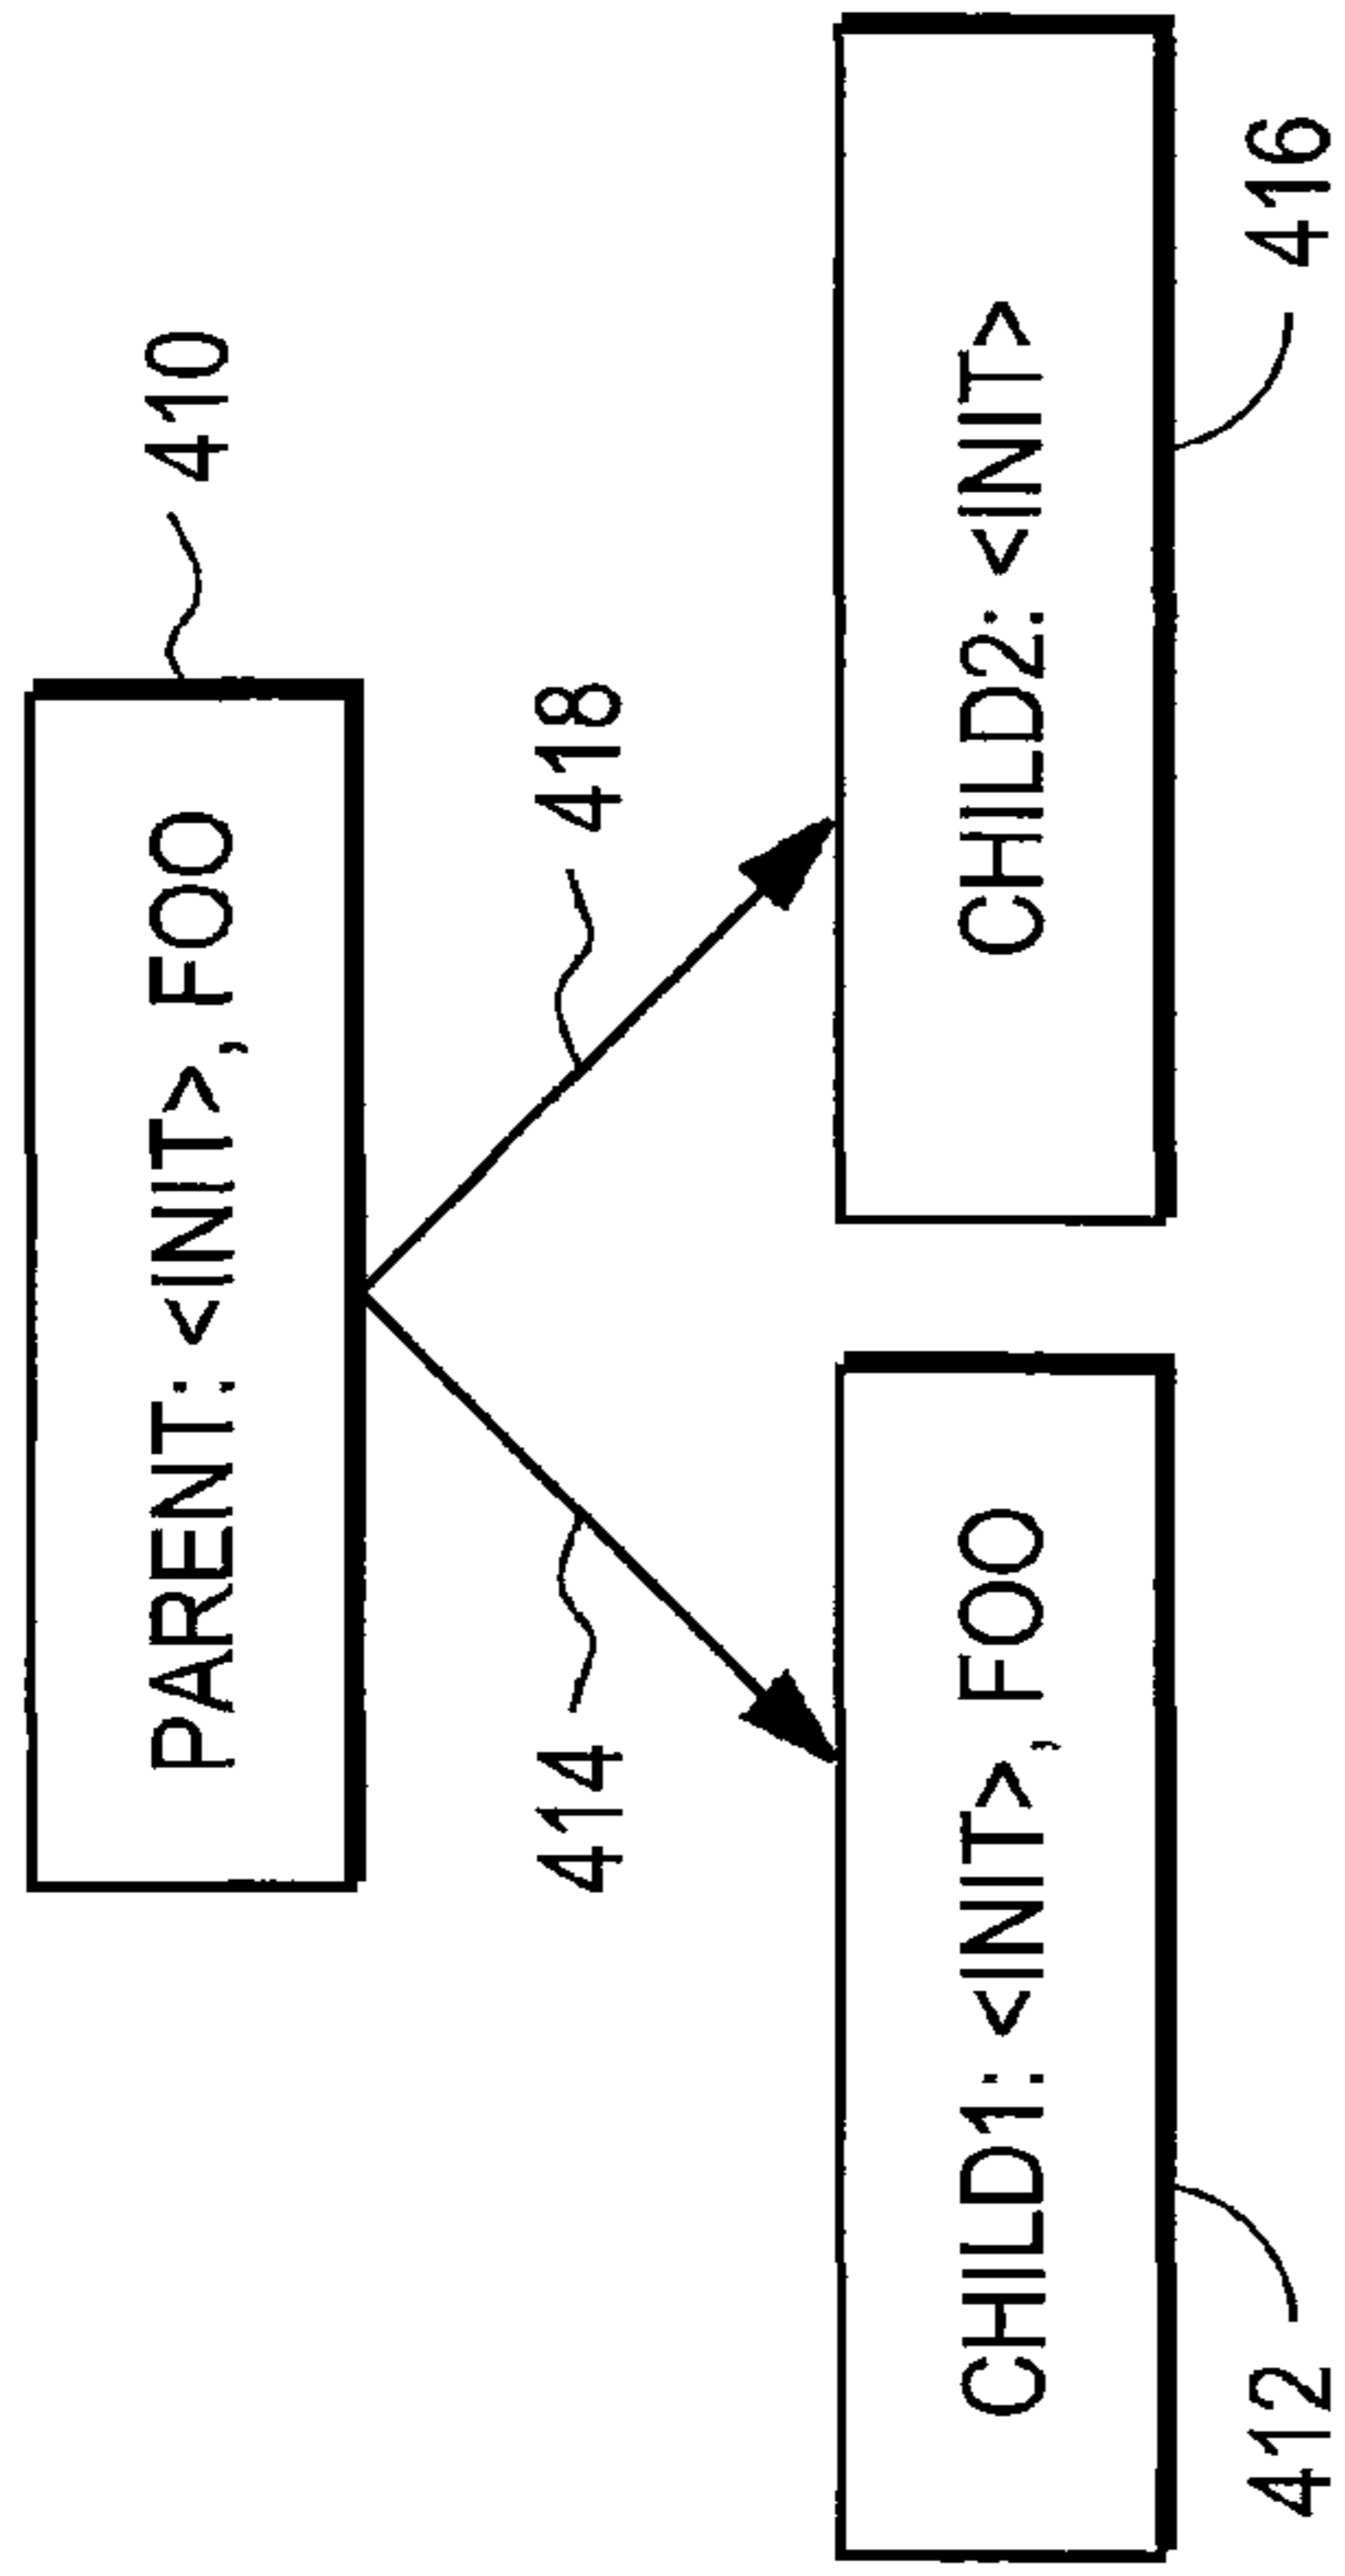 PARENT: <INIT>, FOO
410
414
418
CHILD1: <INIT>, FOO
CHILD2: <INIT>
412
416